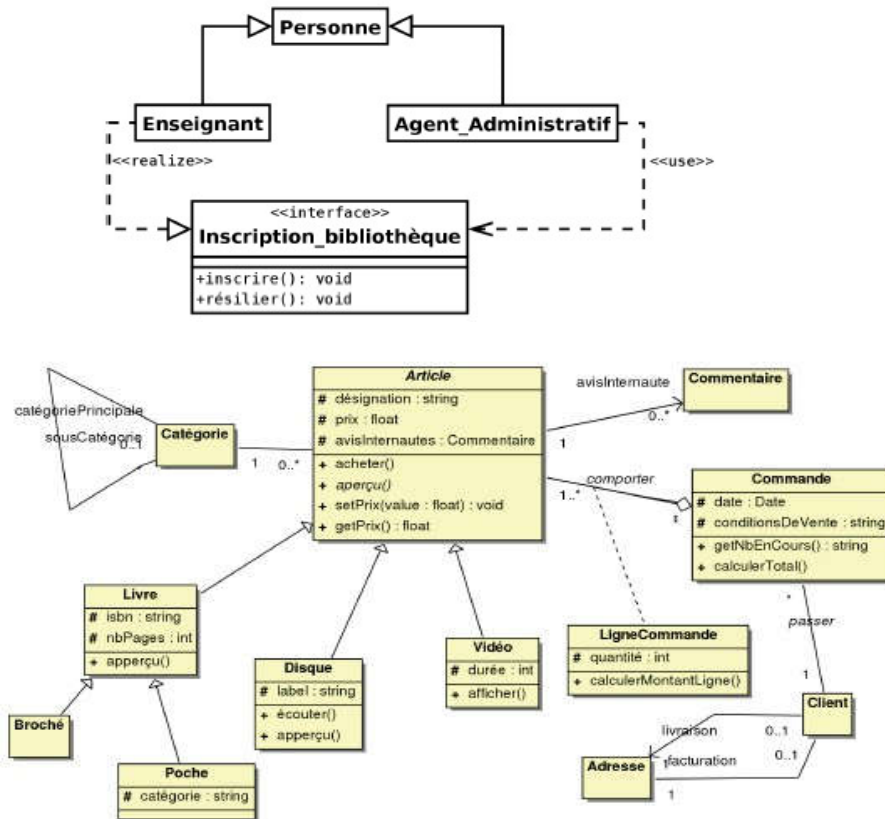 Personne
Enseignant
Agent_Administratif
<<realize>>
<<use>>
<<interface>>
Inscription_bibliothèque
+inscrire(): void
+résilier(): void
Article
# désignation : string
# prix : float
# avisInternautes : Commentaire
+ acheter()
+ aperçu()
+ setPrix(value : float) : void
+ getPrix() : float
catégoriePrincipale
sousCatégorie
0..1
Catégorie
1
0..*
avisInternaute
Commentaire
0..*
1
comporter
1..*
Commande
# date : Date
# conditionsDeVente : string
+ getNbEnCours() : string
+ calculerTotal()
*
passer
1
Livre
# isbn : string
# nbPages : int
+ apperçu()
Disque
# label : string
+ écouter()
+ apperçu()
Vidéo
# durée : int
+ afficher()
LigneCommande
# quantité : int
+ calculerMontantLigne()
Broché
Poche
# catégorie : string
Client
livraison
0..1
1
facturation
0..1
Adresse
1